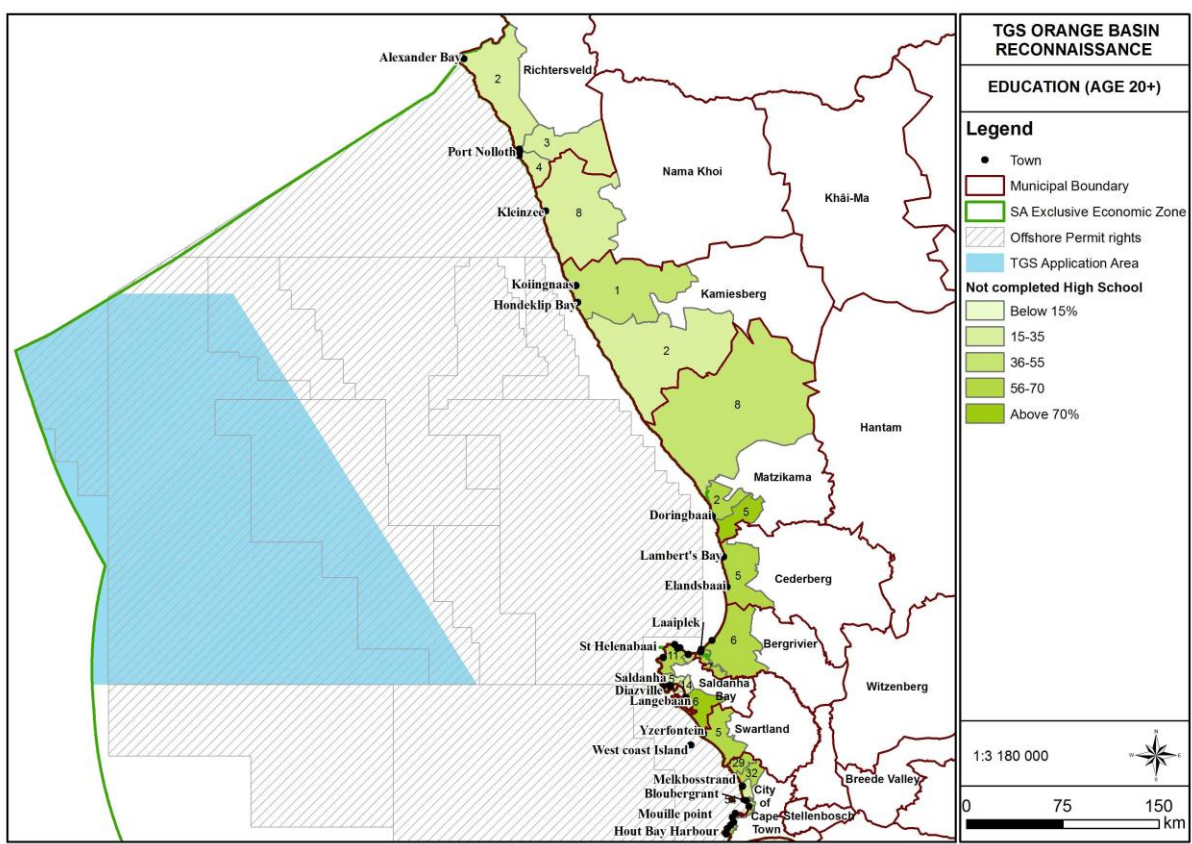 TGS ORANGE BASIN
RECONNAISSANCE
EDUCATION (AGE 20+)
Legend
Town
Municipal Boundary
SA Exclusive Economic Zone
Offshore Permit rights
TGS Application Area
Not completed High School
Below 15%
15-35
36-55
56-70
Above 70%
1:3 180 000
N
W
E
S
0 75 150
km
Alexander Bay
Richtersveld
2
Port Nolloth
3
4
Nama Khoi
Khâi-Ma
Kleinzee
8
Koiingnaas
1
Kamiesberg
Hondeklip Bay
2
8
Hantam
Matzikama
2
5
Doringbaai
Lambert's Bay
5
Cederberg
Elandsbaai
Laaiplek
6
Bergrivier
St Helenabaai
11
7
Saldanha
5
14
Saldanha
Bay
Witzenberg
Diazville
Langebaan
6
Yzerfontein
5
Swartland
West coast Island
29
32
Melkbosstrand
Breede Valley
Bloubergrant
City
of
Cape
Town
Mouille point
Stellenbosch
Hout Bay Harbour